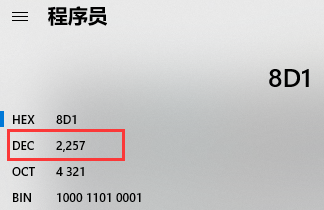 程序员
8D1
HEX 8D1
DEC 2,257
OCT 4 321
BIN 1000 1101 0001